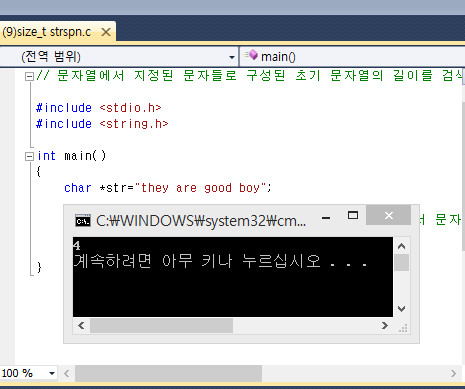 (9)size_t strspn.c
(전역 범위)
main()
// 문자열에서 지정된 문자들로 구성된 초기 문자열의 길이를 검색
#include <stdio.h>
#include <string.h>
int main()
{
char *str="they are good boy";
C:₩WINDOWS₩system32₩cm...
서 문자
4
계속하려면 아무 키나 누르십시오 . . .
}
100 %